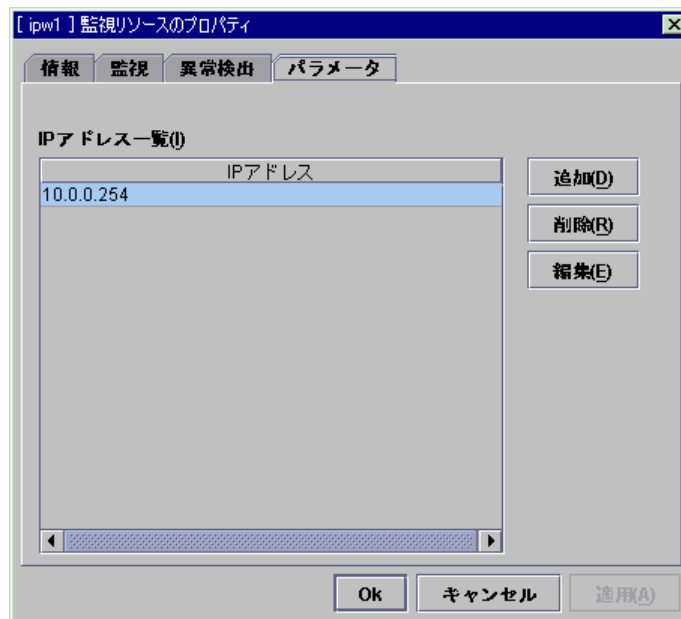 [ ipw1 ] 監視リソースのプロパティ
情報 監視 異常検出 パラメータ
IPアドレス一覧(I)
IPアドレス
10.0.0.254
追加(D)
削除(R)
編集(E)
Ok キャンセル 適用(A)